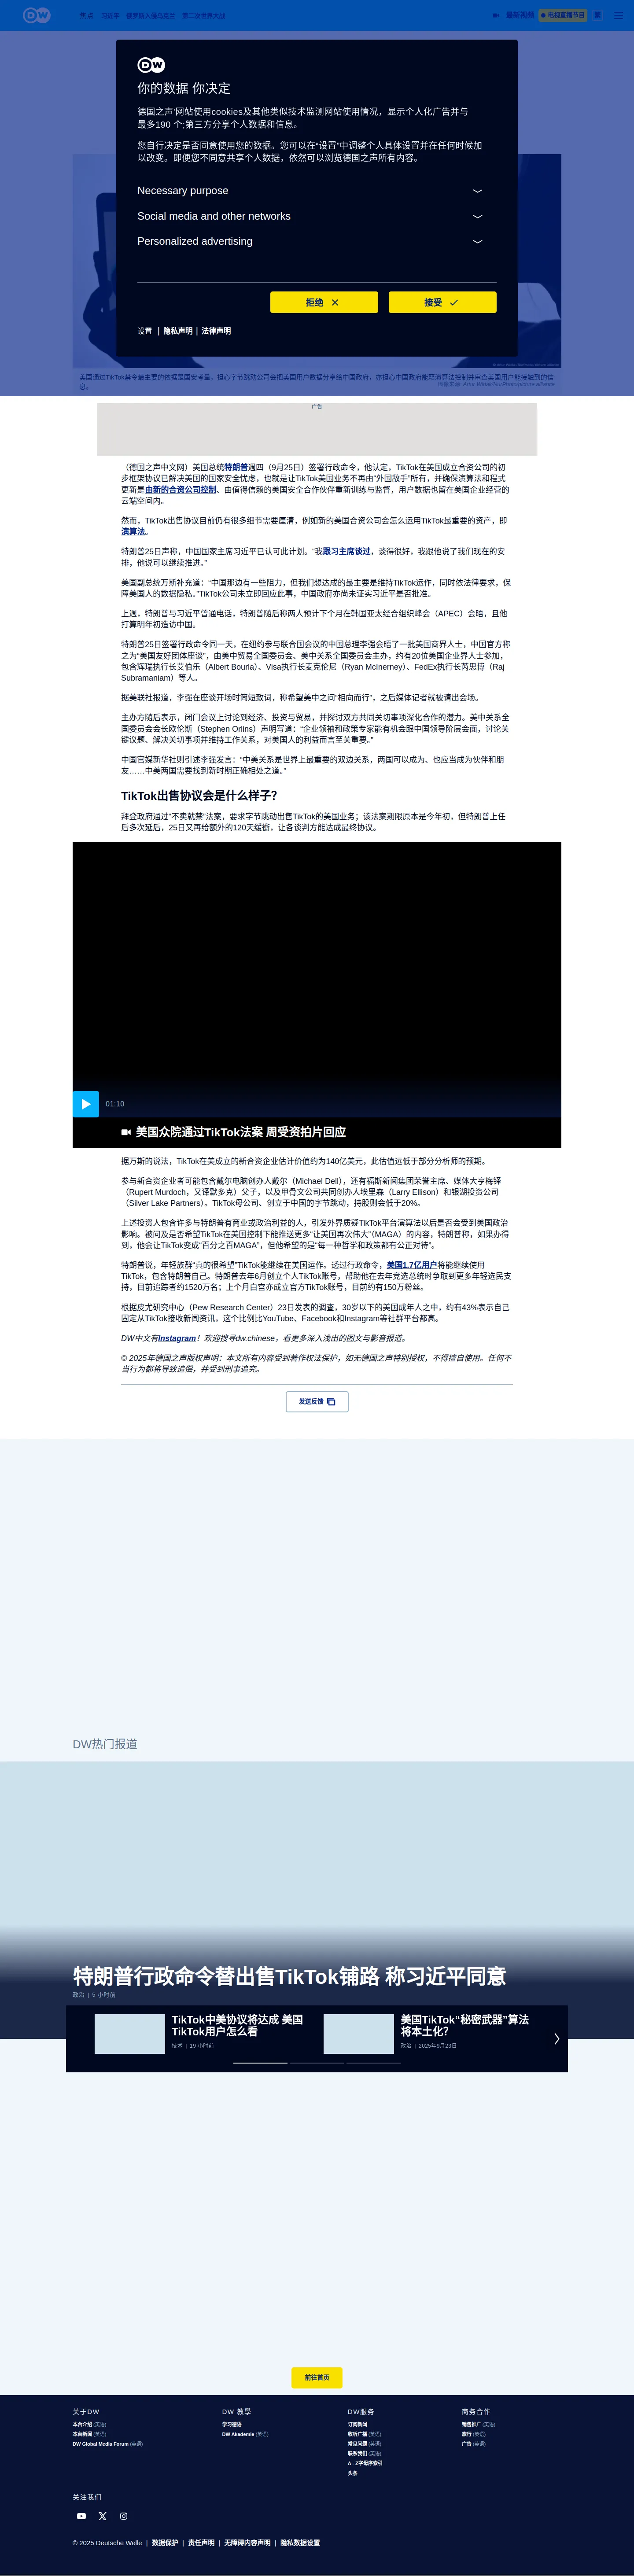 DW
热点 习近平 俄罗斯入侵乌克兰 第二次世界大战
最新视频
电视直播节目
繁
DW
你的数据 你决定
德国之声'网站使用cookies及其他类似技术监测网站使用情况，显示个人化广告并与
最多190 个;第三方分享个人数据和信息。
您自行决定是否同意使用您的数据。您可以在“设置”中调整个人具体设置并在任何时候加
以改变。即便您不同意共享个人数据，依然可以浏览德国之声所有内容。
Necessary purpose
Social media and other networks
Personalized advertising
拒绝
接受
设置 | 隐私声明 | 法律声明
美国通过TikTok禁令最主要的依据是国安考量，担心字节跳动公司会把美国用户数据分享给中国政府，亦担心中国政府能藉演算法控制并审查美国用户能接触到的信
息。
广告
（德国之声中文网）美国总统特朗普週四（9月25日）签署行政命令，他认定，TikTok在美国成立合资公司的初
步框架协议已解决美国的国家安全忧虑，也就是让TikTok美国业务不再由“外国敌手”所有，并确保演算法和程式
更新是由新的合资公司控制、由值得信赖的美国安全合作伙伴重新训练与监督，用户数据也留在美国企业经营的
云端空间内。
然而，TikTok出售协议目前仍有很多细节需要厘清，例如新的美国合资公司会怎么运用TikTok最重要的资产，即
演算法。
特朗普25日声称，中国国家主席习近平已认可此计划。“我跟习主席谈过，谈得很好，我跟他说了我们现在的安
排，他说可以继续推进。”
美国副总统万斯补充道：“中国那边有一些阻力，但我们想达成的最主要是维持TikTok运作，同时依法律要求，保
障美国人的数据隐私。”TikTok公司未立即回应此事，中国政府亦尚未证实习近平是否批准。
上週，特朗普与习近平曾通电话，特朗普随后称两人预计下个月在韩国亚太经合组织峰会（APEC）会晤，且他
打算明年初造访中国。
特朗普25日签署行政命令同一天，在纽约参与联合国会议的中国总理李强会晤了一批美国商界人士，中国官方称
之为“美国友好团体座谈”，由美中贸易全国委员会、美中关系全国委员会主办，约有20位美国企业界人士参加，
包含辉瑞执行长艾伯乐（Albert Bourla）、Visa执行长麦克伦尼（Ryan McInerney）、FedEx执行长芮思博（Raj
Subramaniam）等人。
据美联社报道，李强在座谈开场时简短致词，称希望美中之间“相向而行”，之后媒体记者就被请出会场。
主办方随后表示，闭门会议上讨论到经济、投资与贸易，并探讨双方共同关切事项深化合作的潜力。美中关系全
国委员会会长欧伦斯（Stephen Orlins）声明写道：“企业领袖和政策专家能有机会跟中国领导阶层会面，讨论关
键议题、解决关切事项并维持工作关系，对美国人的利益而言至关重要。”
中国官媒新华社则引述李强发言：“中美关系是世界上最重要的双边关系，两国可以成为、也应当成为伙伴和朋
友……中美两国需要找到新时期正确相处之道。”
TikTok出售协议会是什么样子？
拜登政府通过“不卖就禁”法案，要求字节跳动出售TikTok的美国业务；该法案期限原本是今年初，但特朗普上任
后多次延后，25日又再给额外的120天缓衝，让各谈判方能达成最终协议。
01:10
美国众院通过TikTok法案 周受资拍片回应
据万斯的说法，TikTok在美成立的新合资企业估计价值约为140亿美元，此估值远低于部分分析师的预期。
参与新合资企业者可能包含戴尔电脑创办人戴尔（Michael Dell），还有福斯新闻集团荣誉主席、媒体大亨梅铎
（Rupert Murdoch，又译默多克）父子，以及甲骨文公司共同创办人埃里森（Larry Ellison）和银湖投资公司
（Silver Lake Partners）。TikTok母公司、创立于中国的字节跳动，持股则会低于20%。
上述投资人包含许多与特朗普有商业或政治利益的人，引发外界质疑TikTok平台演算法以后是否会受到美国政治
影响。被问及是否希望TikTok在美国控制下能推送更多“让美国再次伟大”（MAGA）的内容，特朗普称，如果办得
到，他会让TikTok变成“百分之百MAGA”，但他希望的是“每一种哲学和政策都有公正对待”。
特朗普说，年轻族群“真的很希望”TikTok能继续在美国运作。透过行政命令，美国1.7亿用户将能继续使用
TikTok，包含特朗普自己。特朗普去年6月创立个人TikTok账号，帮助他在去年竞选总统时争取到更多年轻选民支
持，目前追踪者约1520万名；上个月白宫亦成立官方TikTok账号，目前约有150万粉丝。
根据皮尤研究中心（Pew Research Center）23日发表的调查，30岁以下的美国成年人之中，约有43%表示自己
固定从TikTok接收新闻资讯，这个比例比YouTube、Facebook和Instagram等社群平台都高。
DW中文有Instagram！欢迎搜寻dw.chinese，看更多深入浅出的图文与影音报道。
© 2025年德国之声版权声明：本文所有内容受到著作权法保护，如无德国之声特别授权，不得擅自使用。任何不
当行为都将导致追偿，并受到刑事追究。
发送反馈
DW热门报道
特朗普行政命令替出售TikTok铺路 称习近平同意
政治 | 5 小时前
TikTok中美协议将达成 美国
TikTok用户怎么看
技术 | 19 小时前
美国TikTok“秘密武器”算法
将本土化？
政治 | 2025年9月23日
前往首页
关于DW
本台介绍 (英语)
本台新闻 (英语)
DW Global Media Forum (英语)
DW 教學
学习德语
DW Akademie (英语)
DW服务
订阅新闻
收听广播 (英语)
常见问题 (英语)
联系我们 (英语)
A - Z字母序索引
头条
商务合作
销售推广 (英语)
旅行 (英语)
广告 (英语)
关注我们
© 2025 Deutsche Welle | 数据保护 | 责任声明 | 无障碍内容声明 | 隐私数据设置